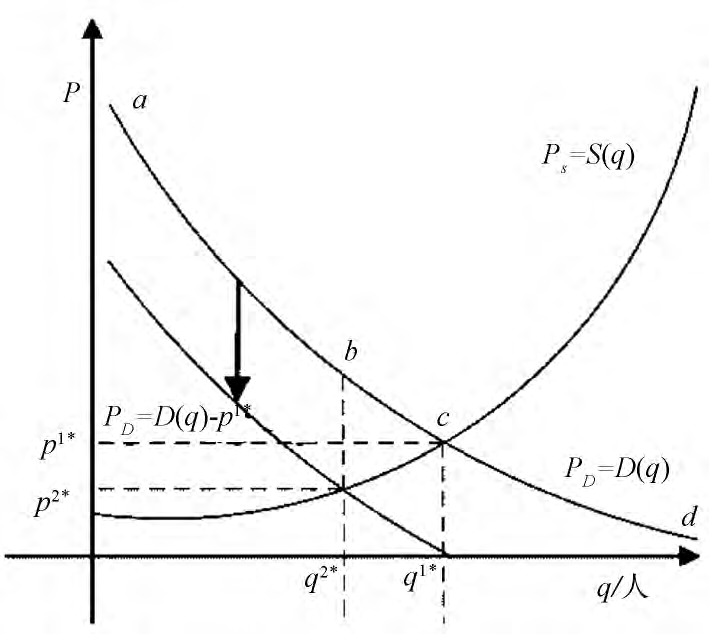 P
a
P_s=S(q)
b
P_D=D(q)-p^1*
c
p^1*
P_D=D(q)
p^2*
d
q^2*
q^1*
q/人